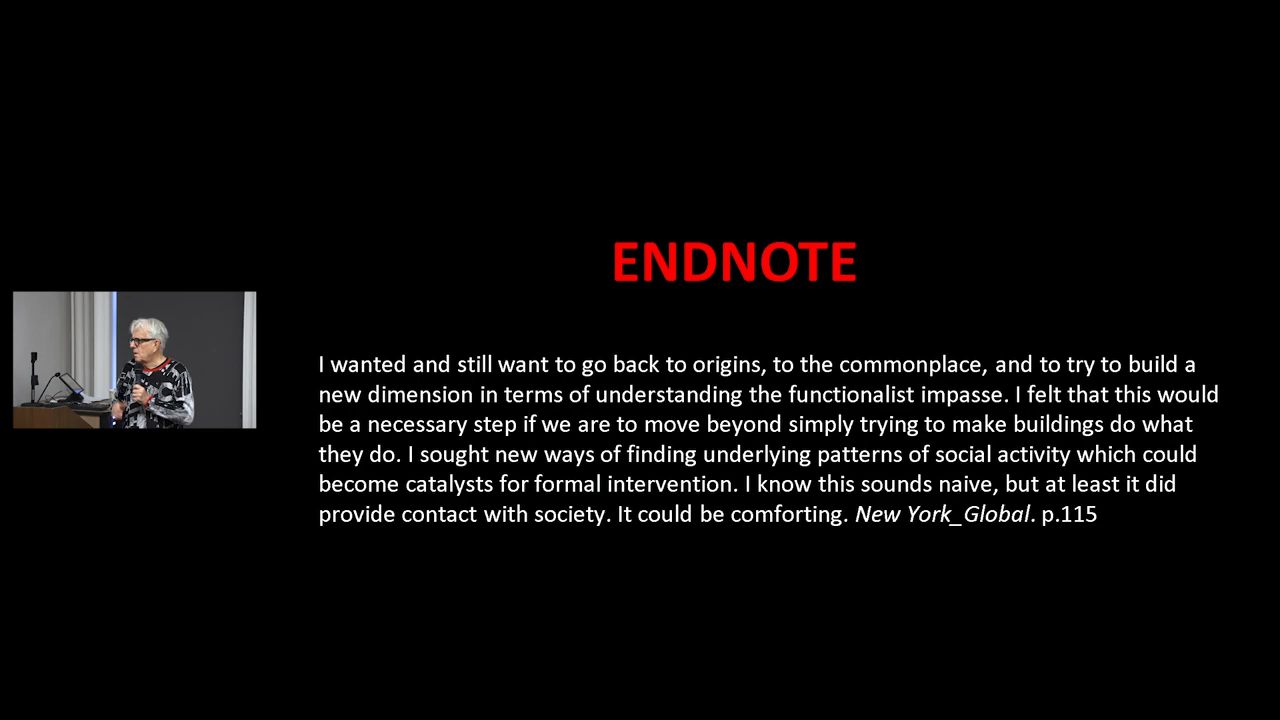 ENDNOTE
I wanted and still want to go back to origins, to the commonplace, and to try to build a
new dimension in terms of understanding the functionalist impasse. I felt that this would
be a necessary step if we are to move beyond simply trying to make buildings do what
they do. I sought new ways of finding underlying patterns of social activity which could
become catalysts for formal intervention. I know this sounds naive, but at least it did
provide contact with society. It could be comforting. New York_Global. p.115